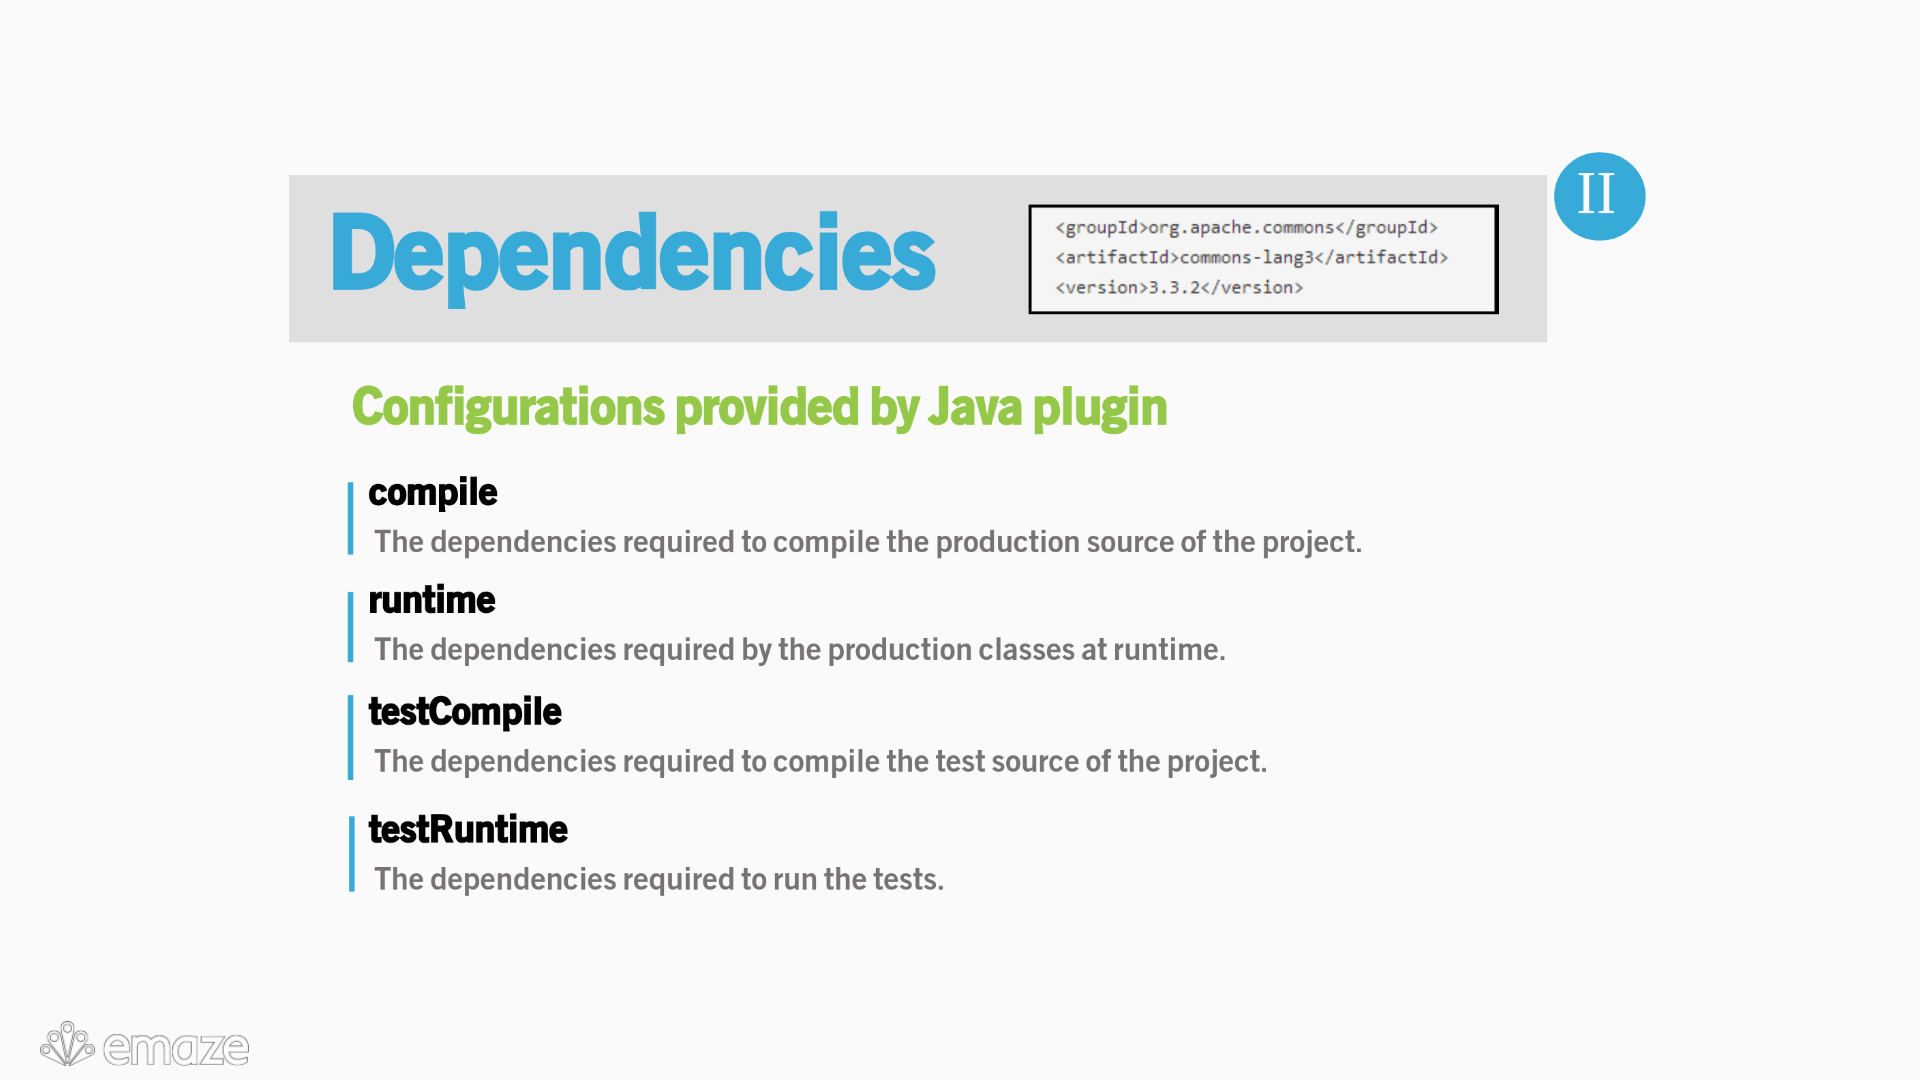 Dependencies
<groupId>org.apache.commons</groupId>
<artifactId>commons-lang3</artifactId>
<version>3.3.2</version>
II
Configurations provided by Java plugin
compile
The dependencies required to compile the production source of the project.
runtime
The dependencies required by the production classes at runtime.
testCompile
The dependencies required to compile the test source of the project.
testRuntime
The dependencies required to run the tests.
emaze